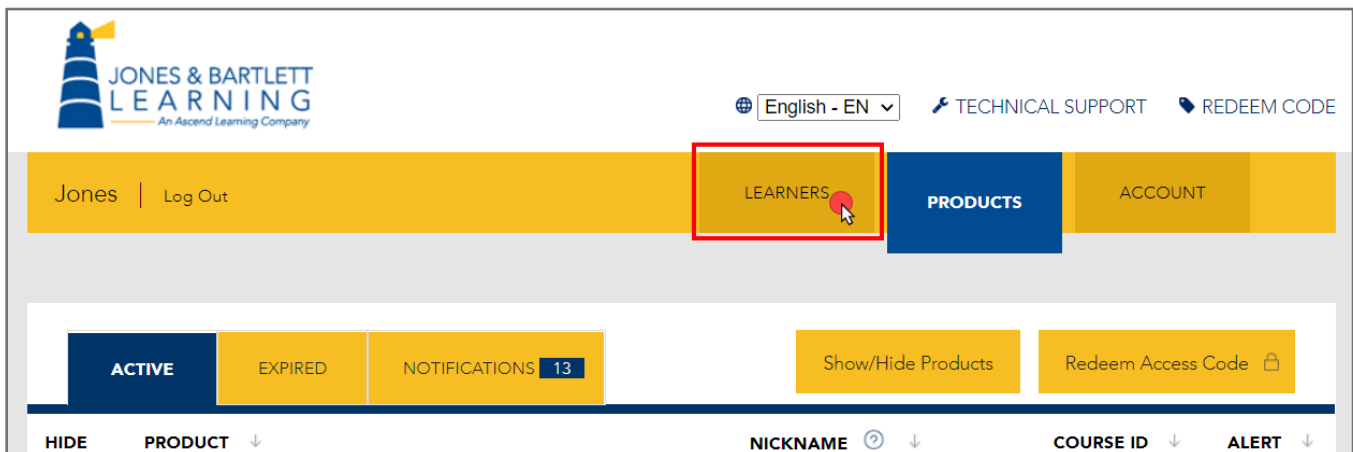 JONES & BARTLETT
LEARNING
An Ascend Learning Company
English - EN
TECHNICAL SUPPORT
REDEEM CODE
Jones | Log Out
LEARNERS
PRODUCTS
ACCOUNT
ACTIVE
EXPIRED
NOTIFICATIONS 13
Show/Hide Products
Redeem Access Code
HIDE
PRODUCT
NICKNAME ?
COURSE ID
ALERT